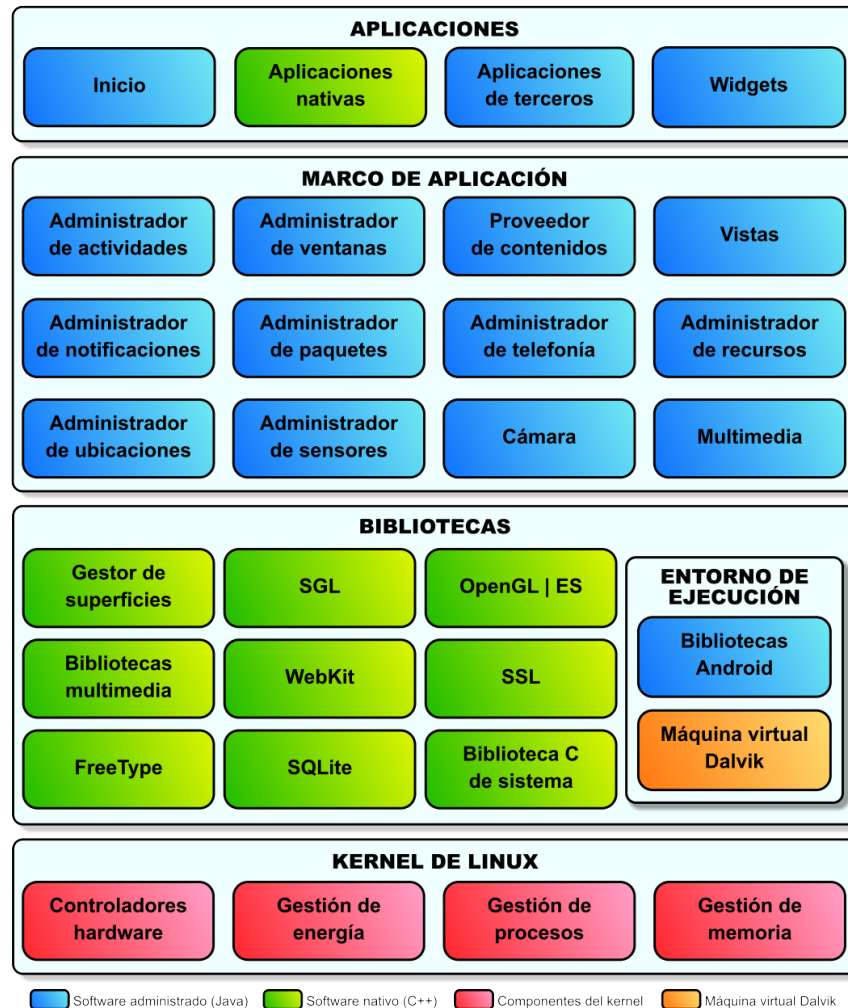 APLICACIONES
Inicio
Aplicaciones
nativas
Aplicaciones
de terceros
Widgets
MARCO DE APLICACIÓN
Administrador
de actividades
Administrador
de ventanas
Proveedor
de contenidos
Vistas
Administrador
de notificaciones
Administrador
de paquetes
Administrador
de telefonía
Administrador
de recursos
Administrador
de ubicaciones
Administrador
de sensores
Cámara
Multimedia
BIBLIOTECAS
Gestor de
superficies
SGL
OpenGL | ES
Bibliotecas
multimedia
WebKit
SSL
FreeType
SQLite
Biblioteca C
de sistema
ENTORNO DE
EJECUCIÓN
Bibliotecas
Android
Máquina virtual
Dalvik
KERNEL DE LINUX
Controladores
hardware
Gestión de
energía
Gestión de
procesos
Gestión de
memoria
Software administrado (Java)
Software nativo (C++)
Componentes del kernel
Máquina virtual Dalvik